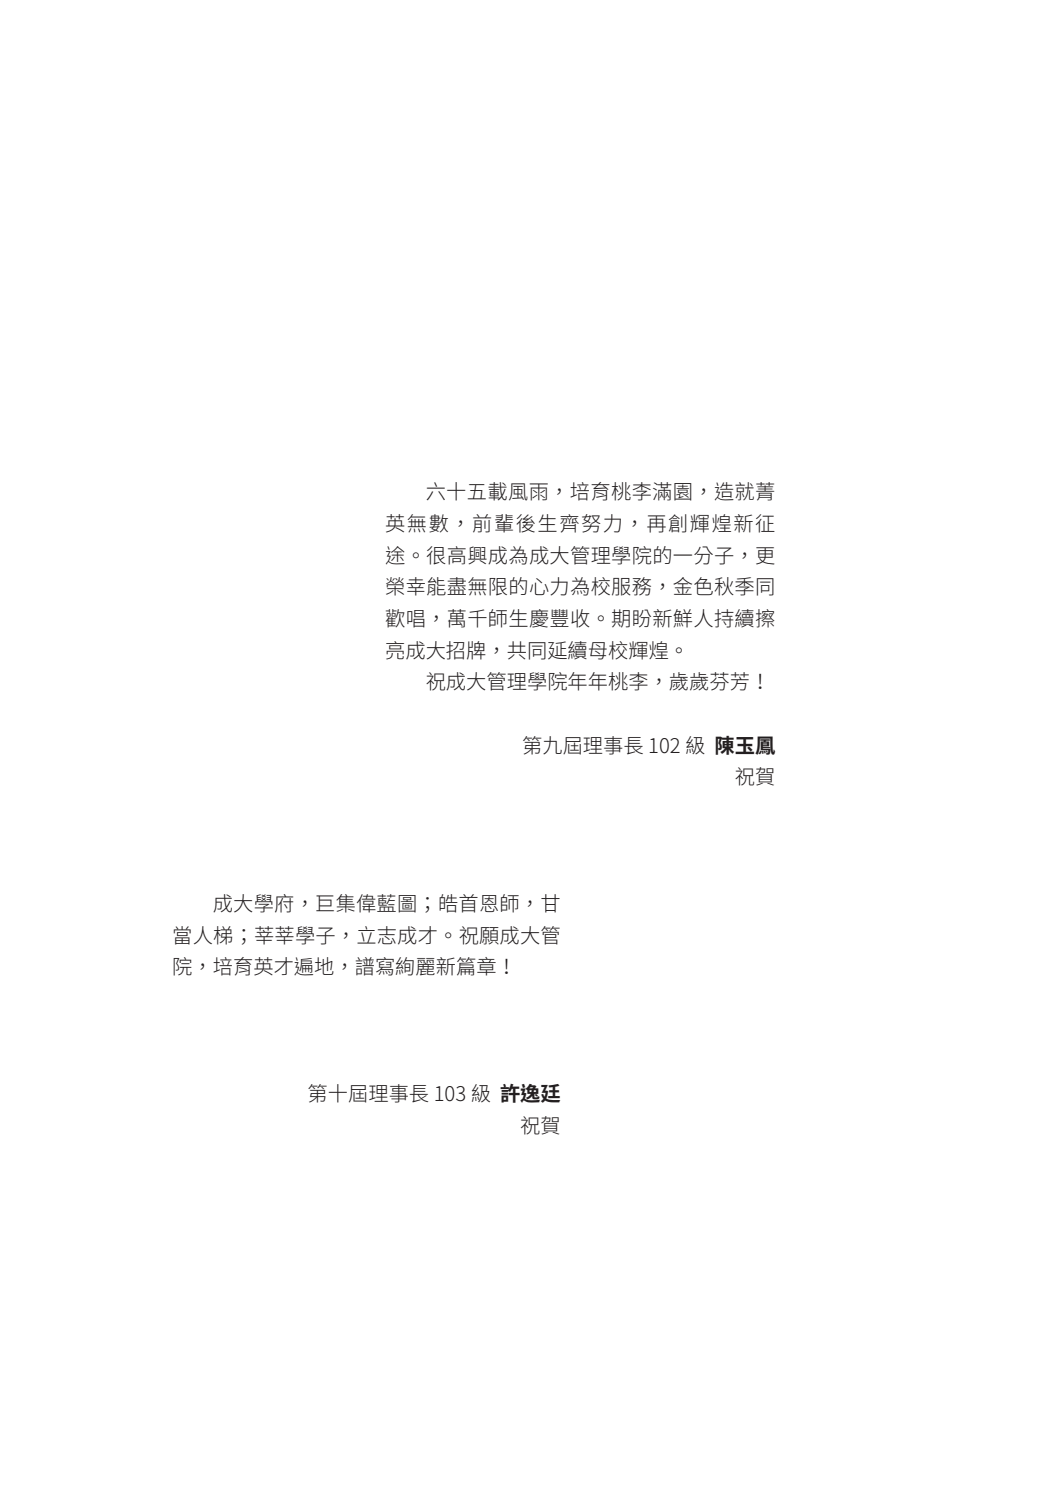 六十五載風雨，培育桃李滿園，造就菁
英無數，前輩後生齊努力，再創輝煌新征
途。很高興成為成大管理學院的一分子，更
榮幸能盡無限的心力為校服務，金色秋季同
歡唱，萬千師生慶豐收。期盼新鮮人持續擦
亮成大招牌，共同延續母校輝煌。
祝成大管理學院年年桃李，歲歲芬芳！
第九屆理事長 102 級 陳玉鳳
祝賀
成大學府，巨集偉藍圖；皓首恩師，甘
當人梯；莘莘學子，立志成才。祝願成大管
院，培育英才遍地，譜寫絢麗新篇章！
第十屆理事長 103 級 許逸廷
祝賀